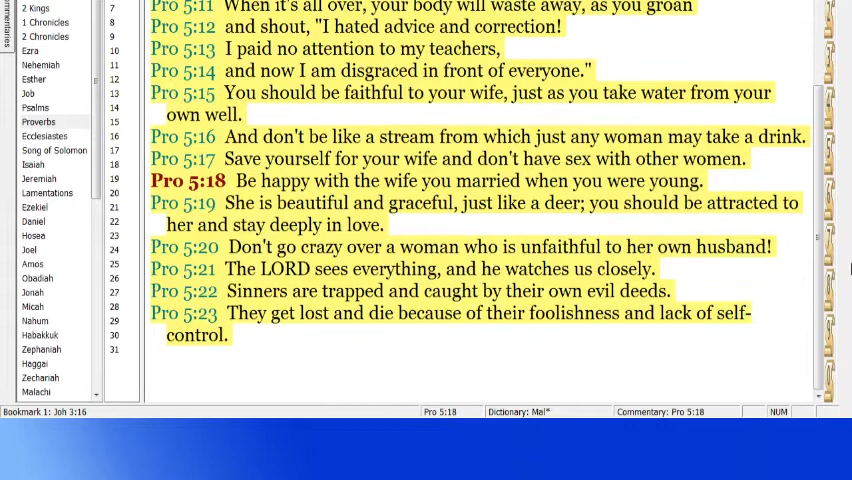 Commentaries
2 Kings
1 Chronicles
2 Chronicles
Ezra
Nehemiah
Esther
Job
Psalms
Proverbs
Ecclesiastes
Song of Solomon
Isaiah
Jeremiah
Lamentations
Ezekiel
Daniel
Hosea
Joel
Amos
Obadiah
Jonah
Micah
Nahum
Habakkuk
Zephaniah
Haggai
Zechariah
Malachi
7
8
9
10
11
12
13
14
15
16
17
18
19
20
21
22
23
24
25
26
27
28
29
30
31
Pro 5:11 When it's all over, your body will waste away, as you groan
Pro 5:12 and shout, "I hated advice and correction!
Pro 5:13 I paid no attention to my teachers,
Pro 5:14 and now I am disgraced in front of everyone."
Pro 5:15 You should be faithful to your wife, just as you take water from your
own well.
Pro 5:16 And don't be like a stream from which just any woman may take a drink.
Pro 5:17 Save yourself for your wife and don't have sex with other women.
Pro 5:18 Be happy with the wife you married when you were young.
Pro 5:19 She is beautiful and graceful, just like a deer; you should be attracted to
her and stay deeply in love.
Pro 5:20 Don't go crazy over a woman who is unfaithful to her own husband!
Pro 5:21 The LORD sees everything, and he watches us closely.
Pro 5:22 Sinners are trapped and caught by their own evil deeds.
Pro 5:23 They get lost and die because of their foolishness and lack of self-
control.
Bookmark 1: Joh 3:16
Pro 5:18
Dictionary: Mal*
Commentary: Pro 5:18
NUM